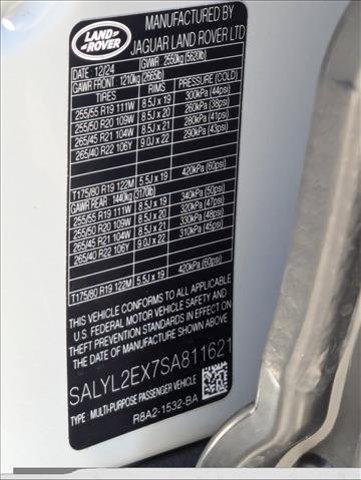 LAND
ROVER
MANUFACTURED BY
JAGUAR LAND ROVER LTD
DATE 12/24 GVWR 2550kg (5620lb)
GAWR FRONT 1210kg (2665lb)
TIRES RIMS PRESSURE (COLD)
255/55 R19 111W 8.5J x 19 300kPa (44psi)
255/50 R20 109W 8.5J x 20 260kPa (38psi)
265/45 R21 104W 8.5J x 21 280kPa (41psi)
265/40 R22 106Y 9.0J x 22 290kPa (43psi)
T175/80 R19 122M 5.5J x 19 420kPa (60psi)
GAWR REAR 1440kg (3170lb)
255/55 R19 111W 8.5J x 19 340kPa (50psi)
255/50 R20 109W 8.5J x 20 320kPa (47psi)
265/45 R21 104W 8.5J x 21 330kPa (48psi)
265/40 R22 106Y 9.0J x 22 310kPa (45psi)
T175/80 R19 122M 5.5J x 19 420kPa (60psi)
THIS VEHICLE CONFORMS TO ALL APPLICABLE
U.S. FEDERAL MOTOR VEHICLE SAFETY AND
THEFT PREVENTION STANDARDS IN EFFECT
ON THE DATE OF MANUFACTURE SHOWN ABOVE
SALYL2EX7SA811621
TYPE: MULTI-PURPOSE PASSENGER VEHICLE
R8A2-1532-BA